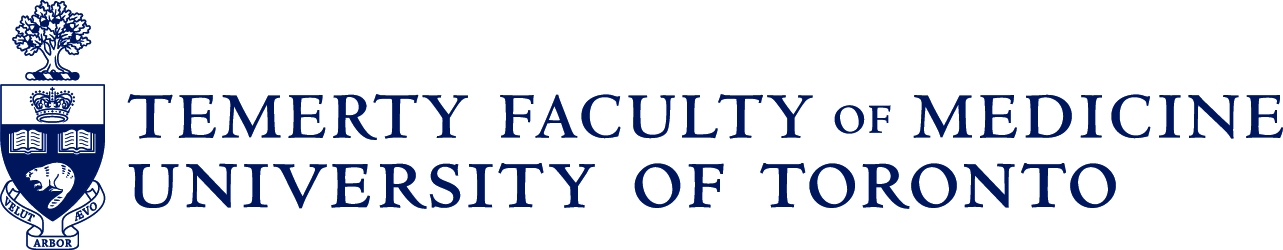 TEMERTY FACULTY OF MEDICINE
UNIVERSITY OF TORONTO
VELUT ARBOR ÆVO